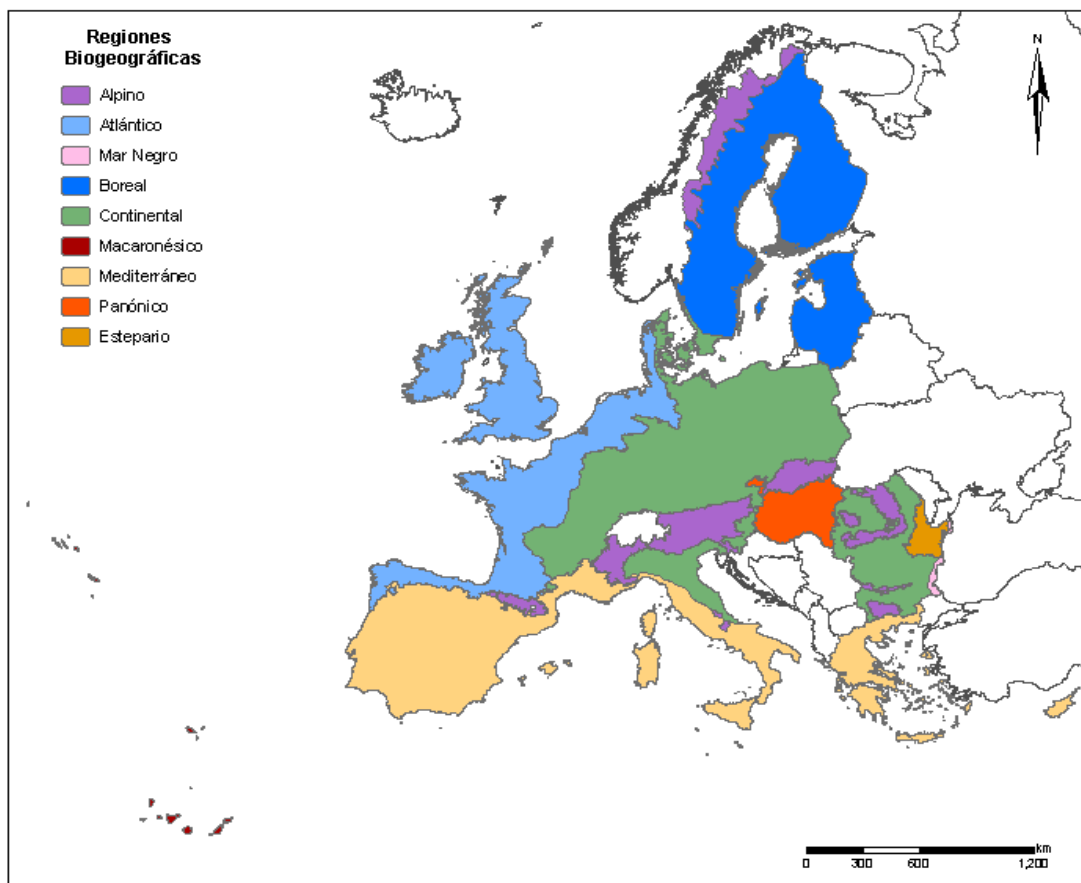 Regiones
Biogeográficas
Alpino
Atlántico
Mar Negro
Boreal
Continental
Macaronésico
Mediterráneo
Panónico
Estepario
N
km
0 300 600 1,200